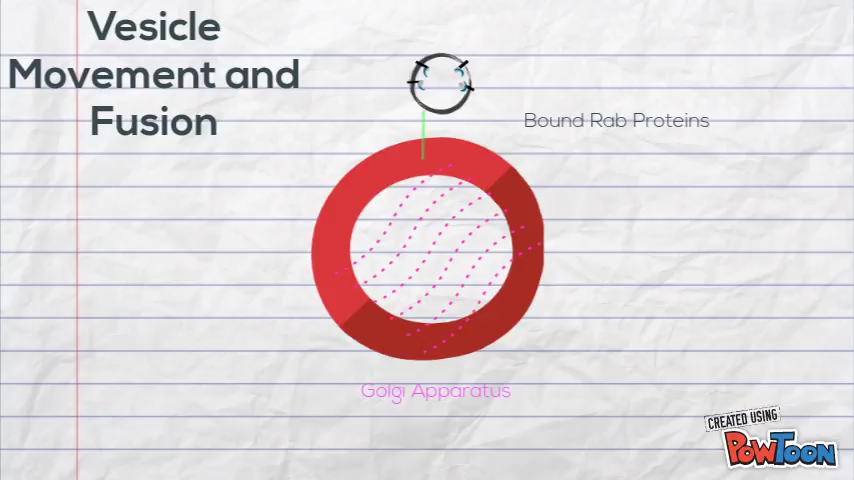 Vesicle
Movement and
Fusion
Bound Rab Proteins
Golgi Apparatus
CREATED USING
POWTOON